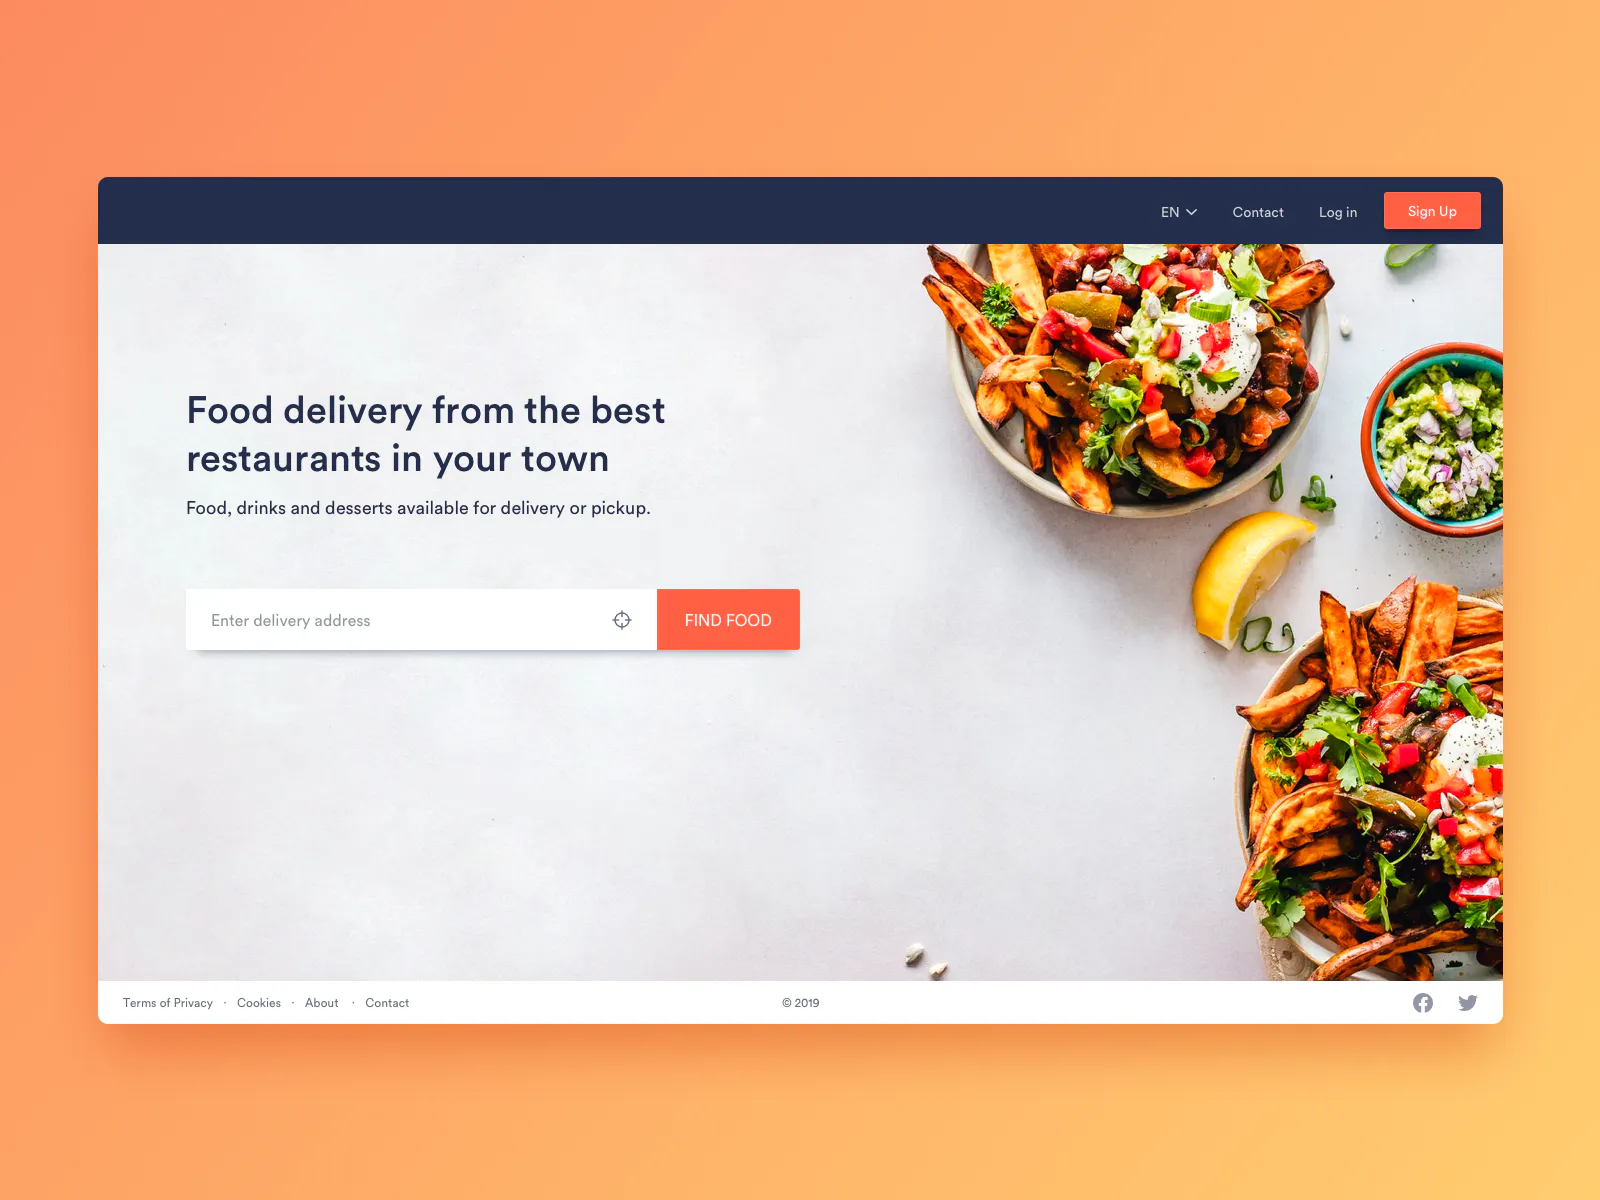 EN
Contact
Log in
Sign Up
Food delivery from the best
restaurants in your town
Food, drinks and desserts available for delivery or pickup.
Enter delivery address
FIND FOOD
Terms of Privacy · Cookies · About · Contact
© 2019